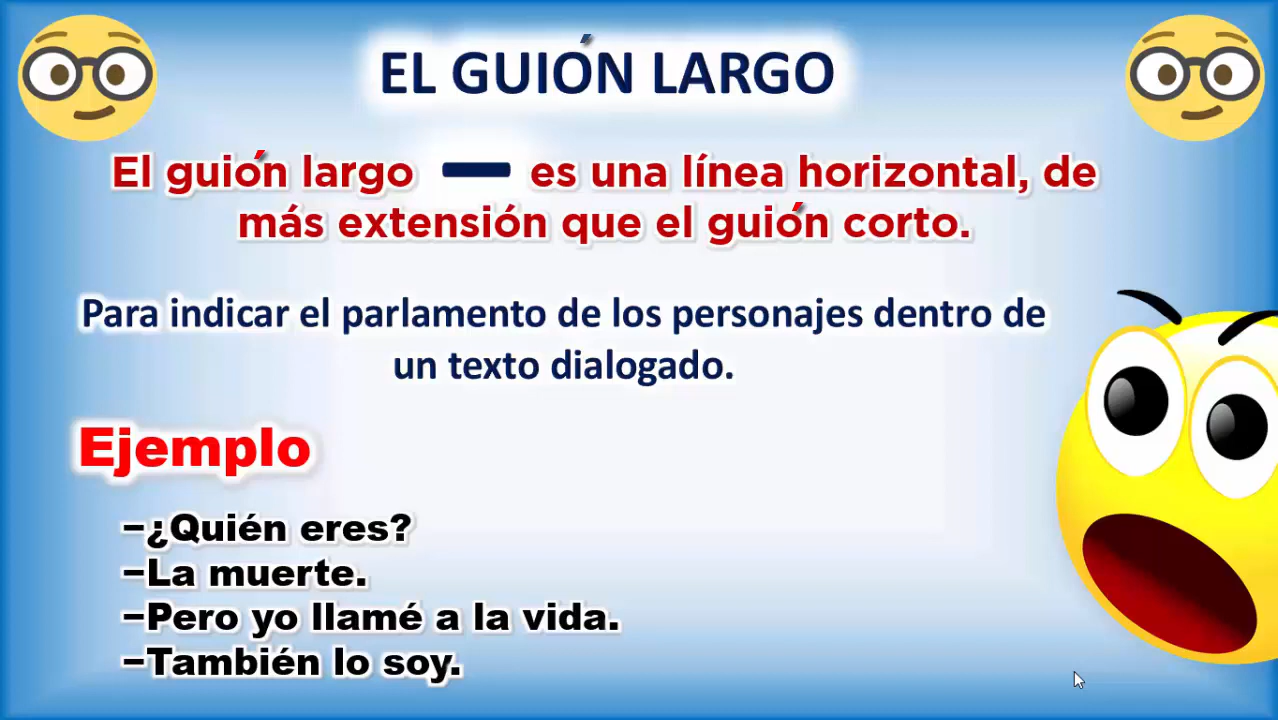 EL GUIÓN LARGO
El guión largo — es una línea horizontal, de
más extensión que el guión corto.
Para indicar el parlamento de los personajes dentro de
un texto dialogado.
Ejemplo
–¿Quién eres?
–La muerte.
–Pero yo llamé a la vida.
–También lo soy.